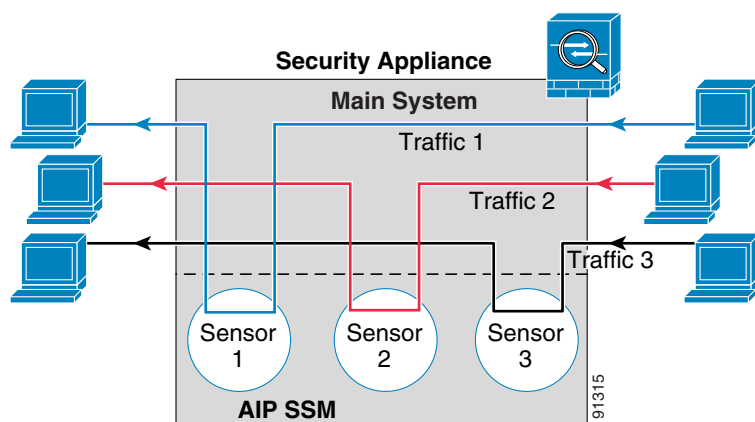 Security Appliance
Main System
Traffic 1
Traffic 2
Traffic 3
Sensor
1
Sensor
2
Sensor
3
AIP SSM
91315